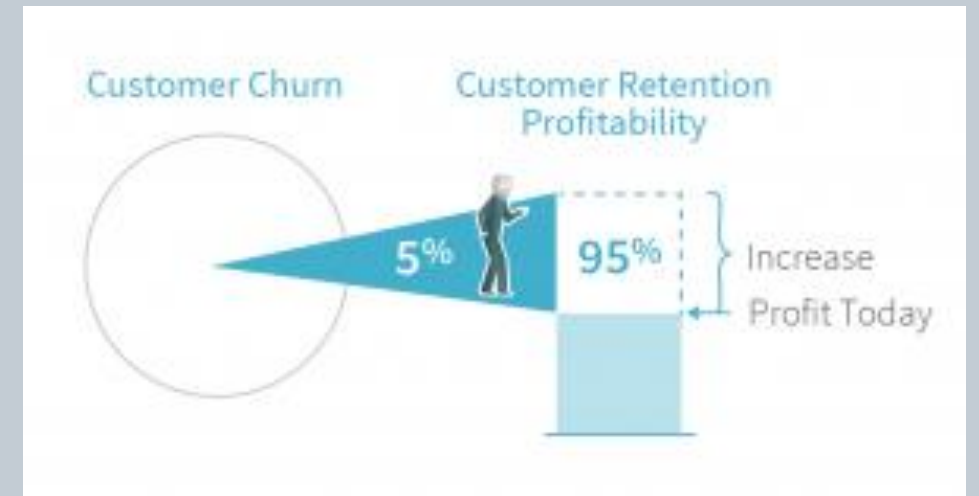 Customer Churn
Customer Retention
Profitability
5%
95%
Increase
Profit Today